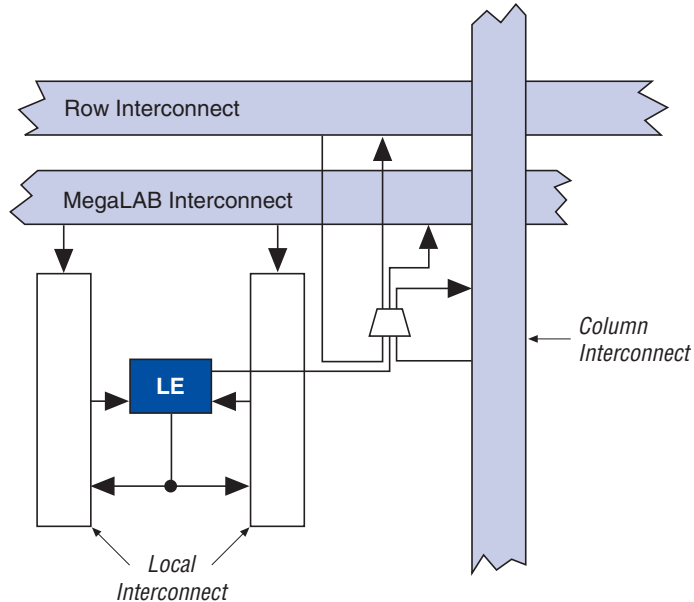 Row Interconnect
MegaLAB Interconnect
Column
Interconnect
LE
Local
Interconnect